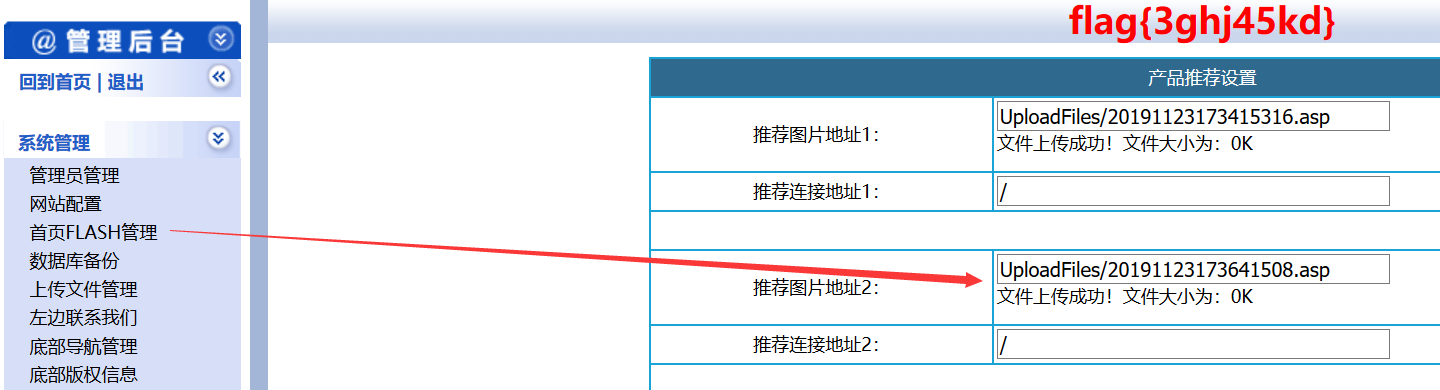 flag{3ghj45kd}
@ 管理后台
回到首页 | 退出
系统管理
管理员管理
网站配置
首页FLASH管理
数据库备份
上传文件管理
左边联系我们
底部导航管理
底部版权信息
产品推荐设置
推荐图片地址1：
UploadFiles/20191123173415316.asp
文件上传成功！文件大小为：0K
推荐连接地址1：
/
推荐图片地址2：
UploadFiles/20191123173641508.asp
文件上传成功！文件大小为：0K
推荐连接地址2：
/